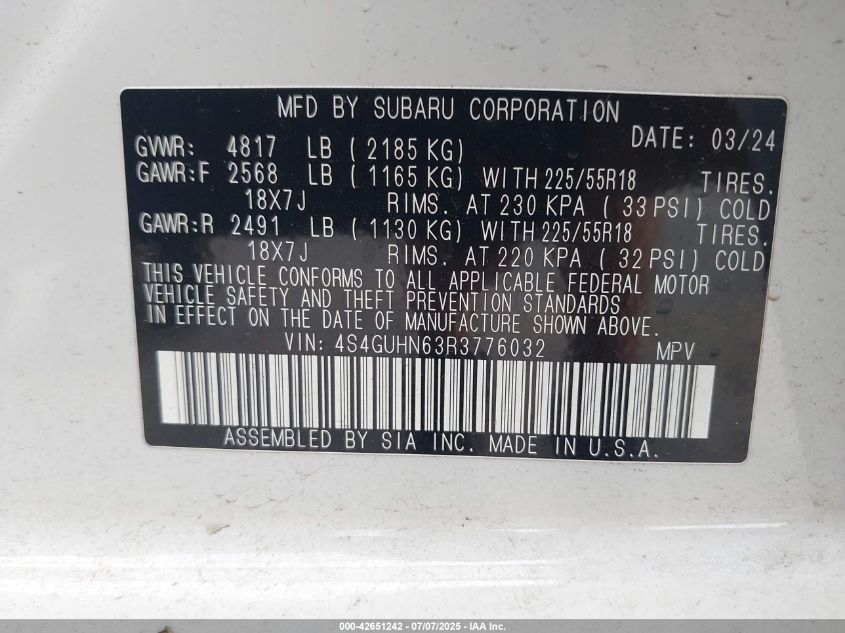 MFD BY SUBARU CORPORATION
DATE: 03/24
GVWR: 4817 LB ( 2185 KG)
GAWR:F 2568 LB ( 1165 KG) WITH 225/55R18 TIRES.
18X7J RIMS. AT 230 KPA ( 33 PSI) COLD
GAWR:R 2491 LB ( 1130 KG) WITH 225/55R18 TIRES.
18X7J RIMS. AT 220 KPA ( 32 PSI) COLD
THIS VEHICLE CONFORMS TO ALL APPLICABLE FEDERAL MOTOR
VEHICLE SAFETY AND THEFT PREVENTION STANDARDS
IN EFFECT ON THE DATE OF MANUFACTURE SHOWN ABOVE.
VIN: 4S4GUHN63R3776032 MPV
ASSEMBLED BY SIA INC. MADE IN U.S.A.
000-42651242 - 07/07/2025 - IAA Inc.